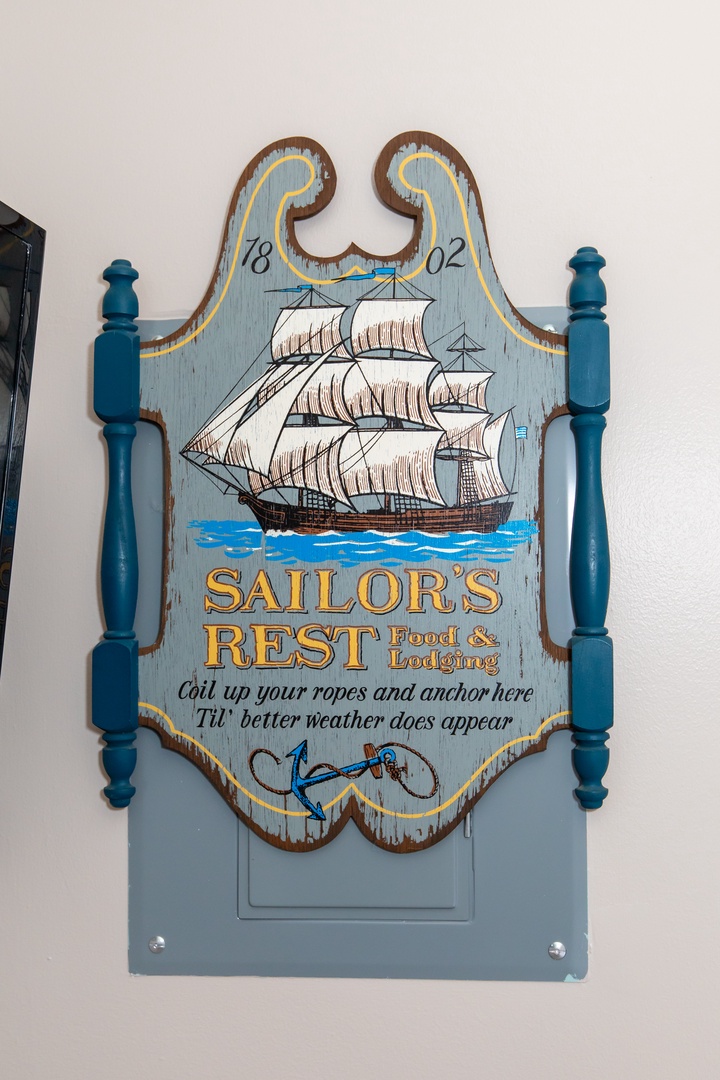 18 02
SAILOR'S
REST Food &
Lodging
Coil up your ropes and anchor here
Til' better weather does appear